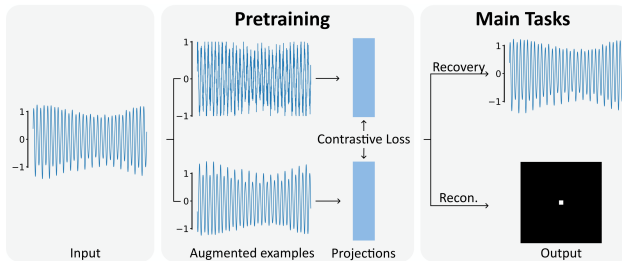 Pretraining
Main Tasks
1
0
−1
Input
1
0
−1
Contrastive Loss
1
0
−1
Augmented examples
Projections
Recovery
1
0
−1
Recon.
Output